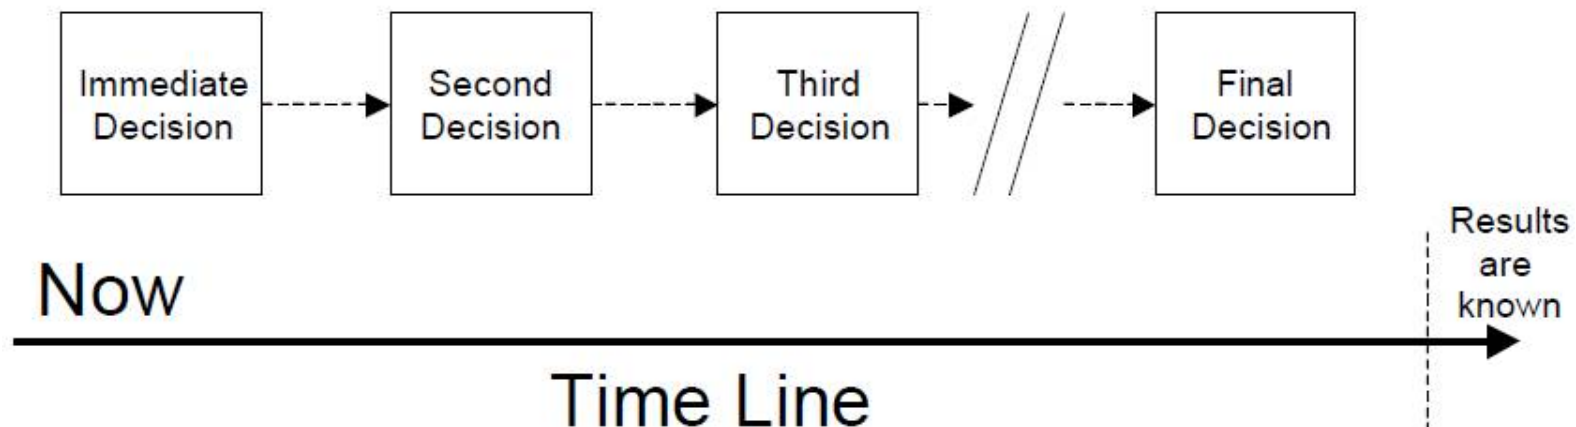 Immediate
Decision
Second
Decision
Third
Decision
Final
Decision
Results
are
known
Now
Time Line